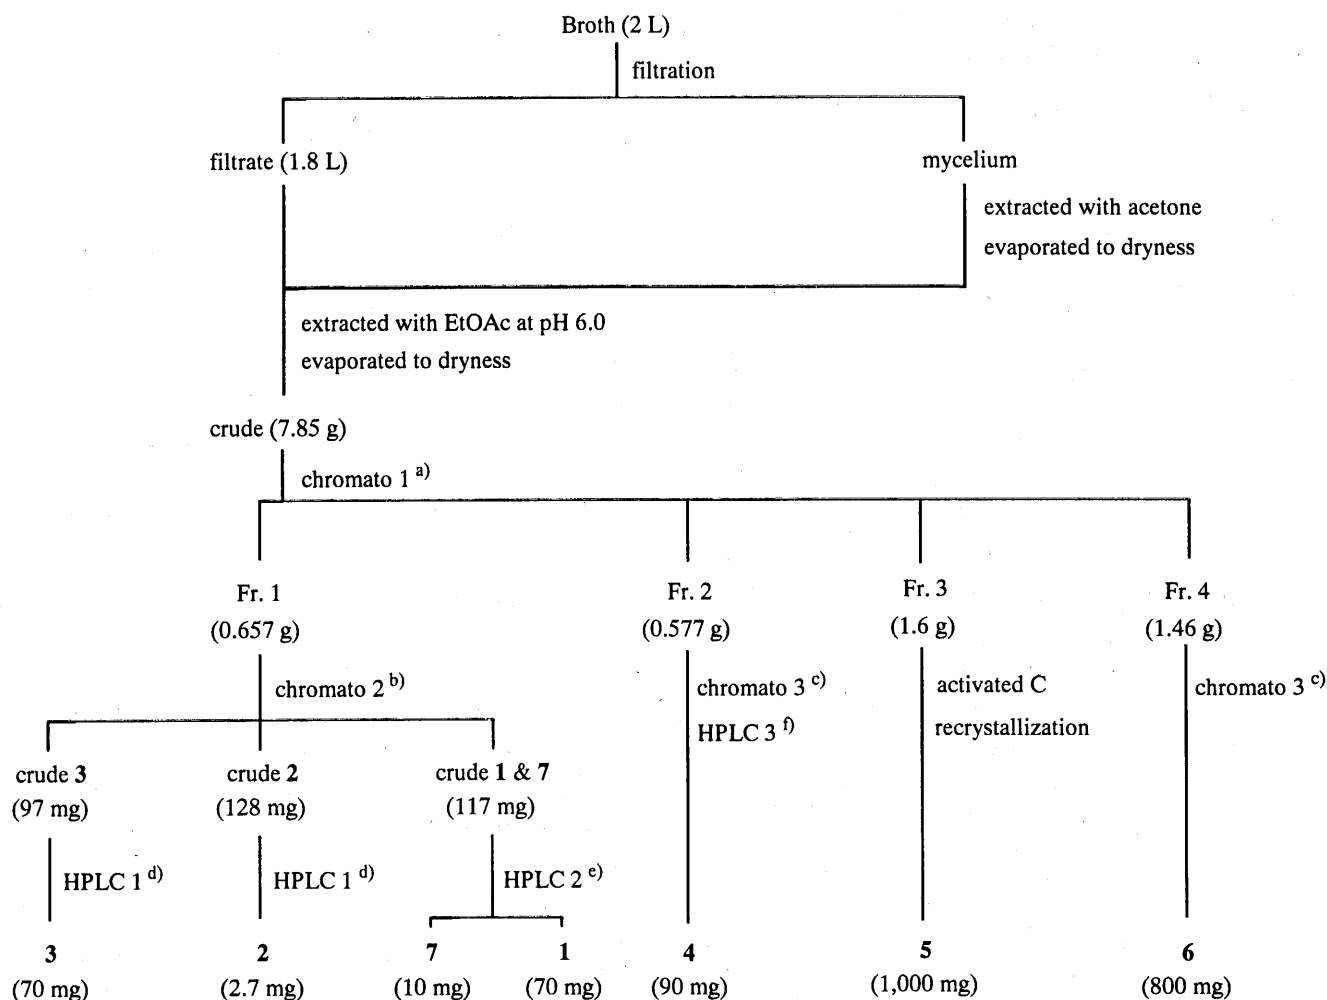 Broth (2 L)
filtration
filtrate (1.8 L)
mycelium
extracted with acetone
evaporated to dryness
extracted with EtOAc at pH 6.0
evaporated to dryness
crude (7.85 g)
chromato 1 a)
Fr. 1
(0.657 g)
Fr. 2
(0.577 g)
Fr. 3
(1.6 g)
Fr. 4
(1.46 g)
chromato 2 b)
chromato 3 c)
HPLC 3 f)
activated C
recrystallization
chromato 3 c)
crude 3
(97 mg)
crude 2
(128 mg)
crude 1 & 7
(117 mg)
HPLC 1 d)
HPLC 1 d)
HPLC 2 e)
3
(70 mg)
2
(2.7 mg)
7
(10 mg)
1
(70 mg)
4
(90 mg)
5
(1,000 mg)
6
(800 mg)